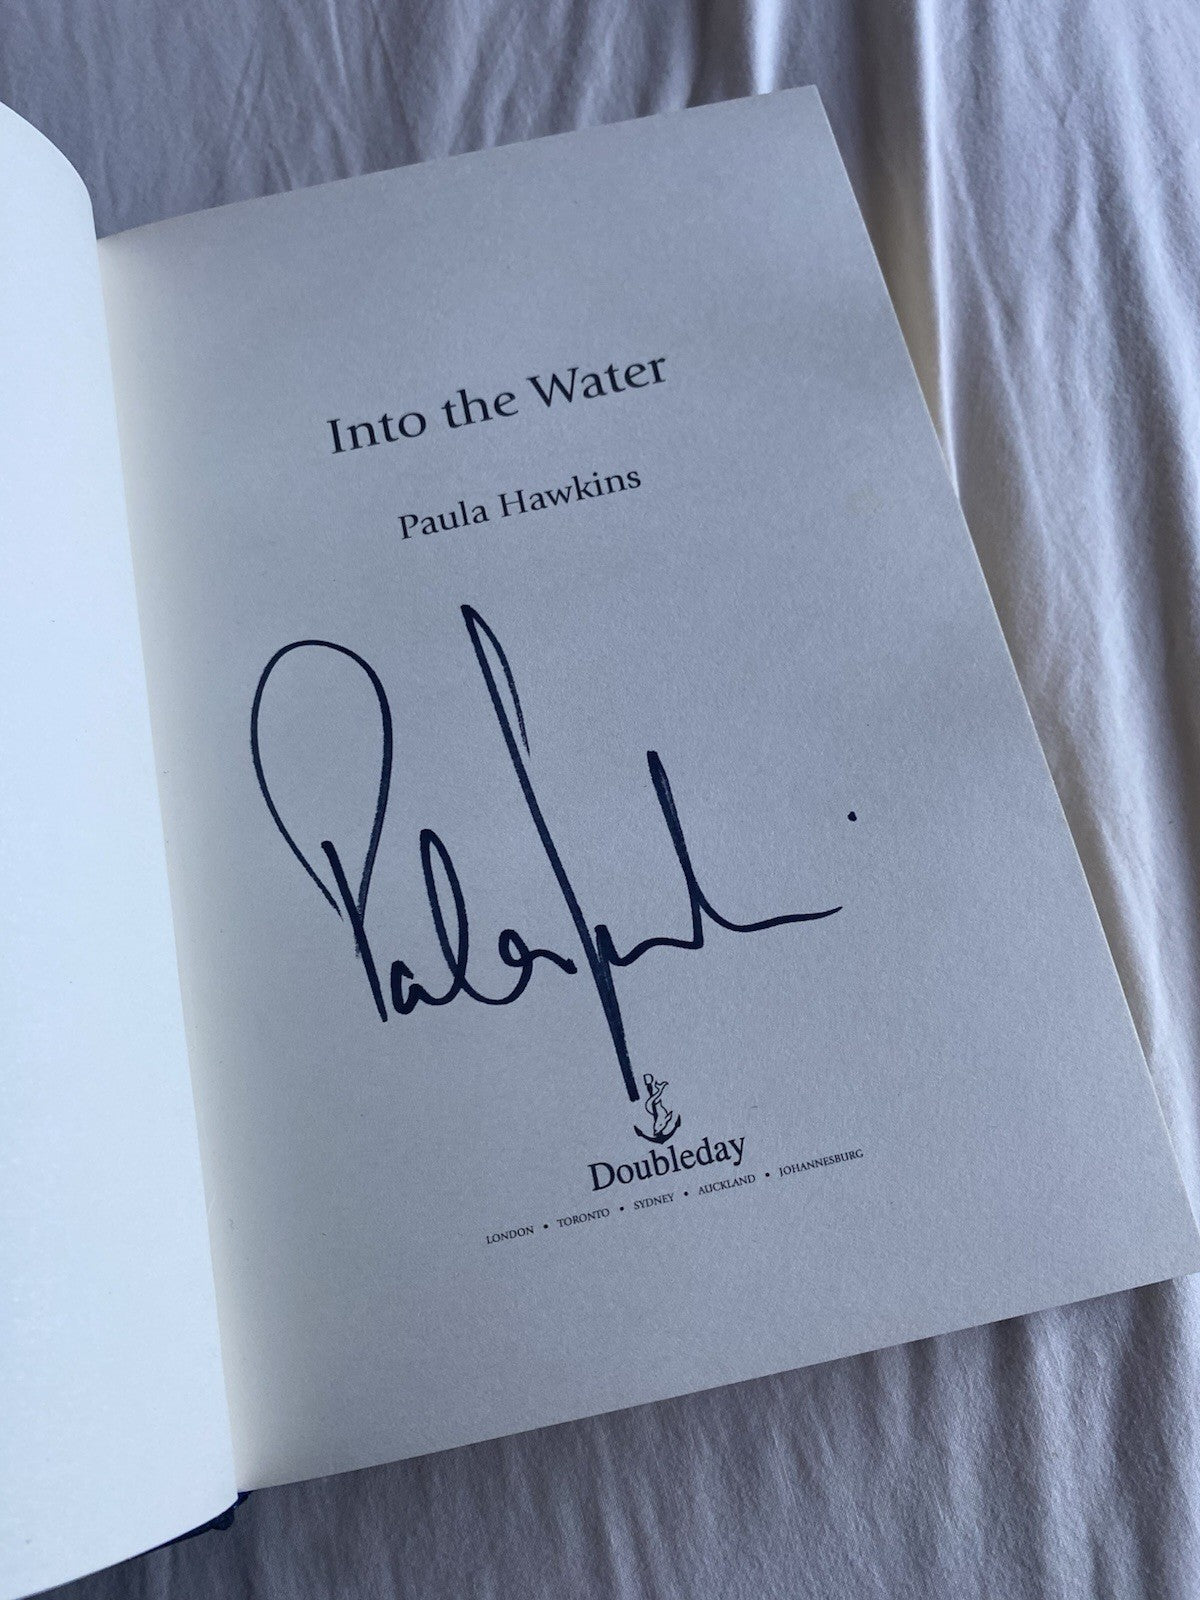 Into the Water
Paula Hawkins
Doubleday
LONDON • TORONTO • SYDNEY • AUCKLAND • JOHANNESBURG